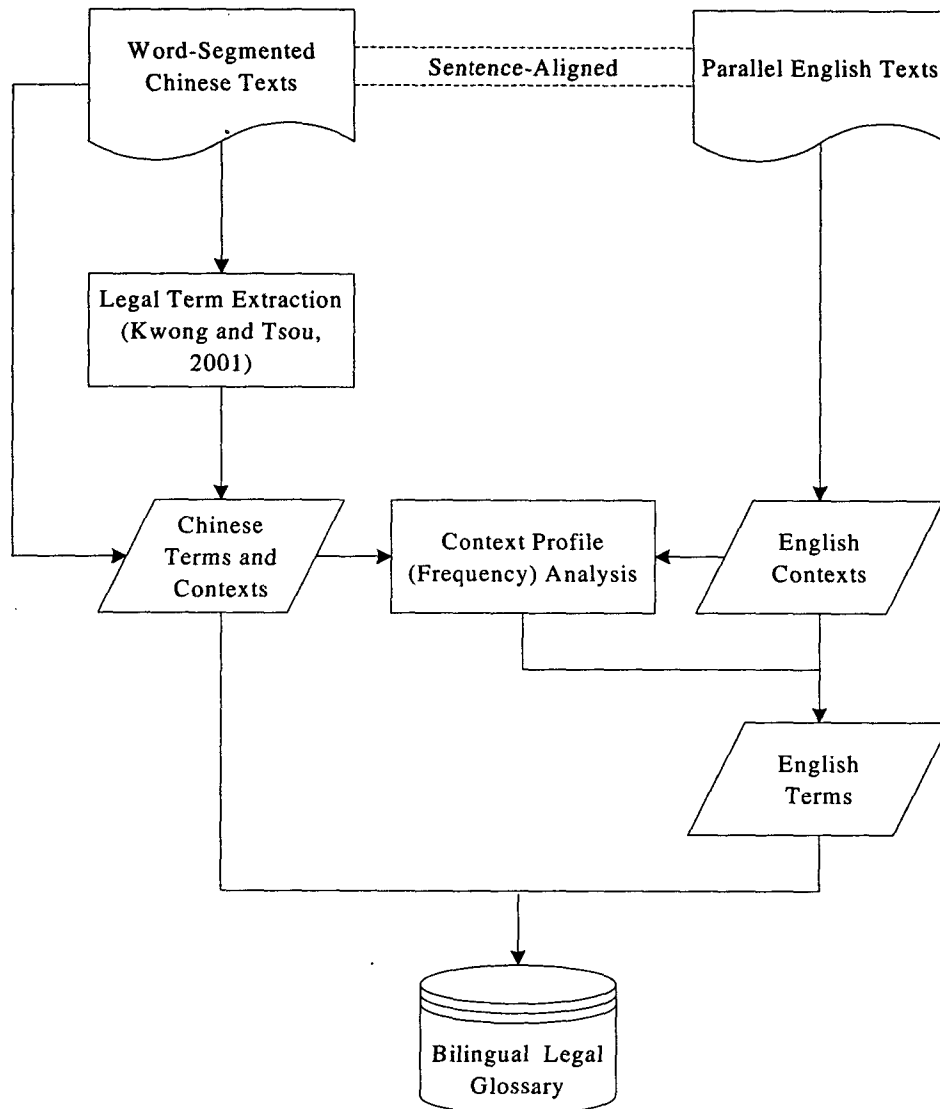 Word-Segmented
Chinese Texts
Sentence-Aligned
Parallel English Texts
Legal Term Extraction
(Kwong and Tsou,
2001)
Chinese
Terms and
Contexts
Context Profile
(Frequency) Analysis
English
Contexts
English
Terms
Bilingual Legal
Glossary